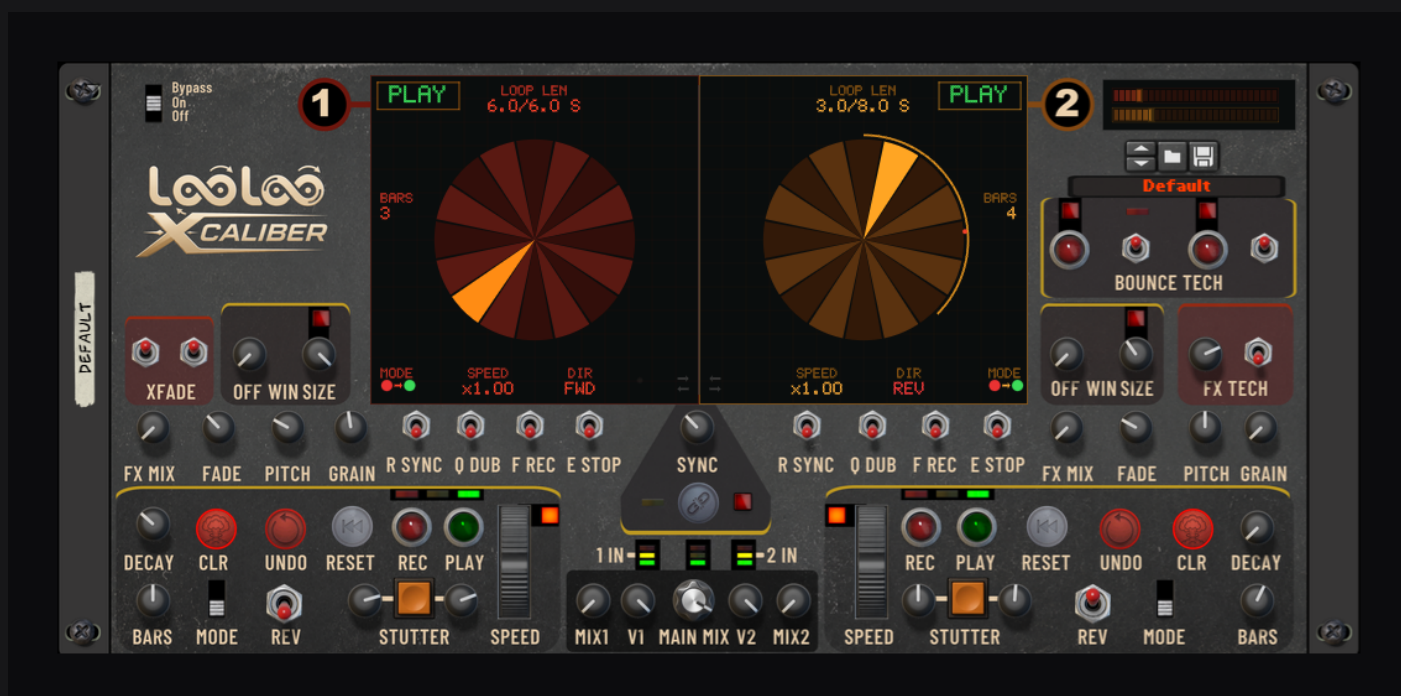 Bypass
On
Off
1
PLAY
LOOP LEN
6.0/6.0 S
LOOP LEN
3.0/8.0 S
PLAY
2
LOOLOO
XCALIBER
BARS
3
BARS
4
Default
BOUNCE TECH
DEFAULT
MODE
SPEED
x1.00
DIR
FWD
SPEED
x1.00
DIR
REV
MODE
XFADE
OFF WIN SIZE
OFF WIN SIZE
FX TECH
FX MIX FADE PITCH GRAIN
R SYNC Q DUB F REC E STOP
SYNC
R SYNC Q DUB F REC E STOP
FX MIX FADE PITCH GRAIN
DECAY CLR UNDO RESET REC PLAY
1 IN
2 IN
REC PLAY RESET UNDO CLR DECAY
BARS MODE REV STUTTER SPEED
MIX1 V1 MAIN MIX V2 MIX2
SPEED STUTTER REV MODE BARS